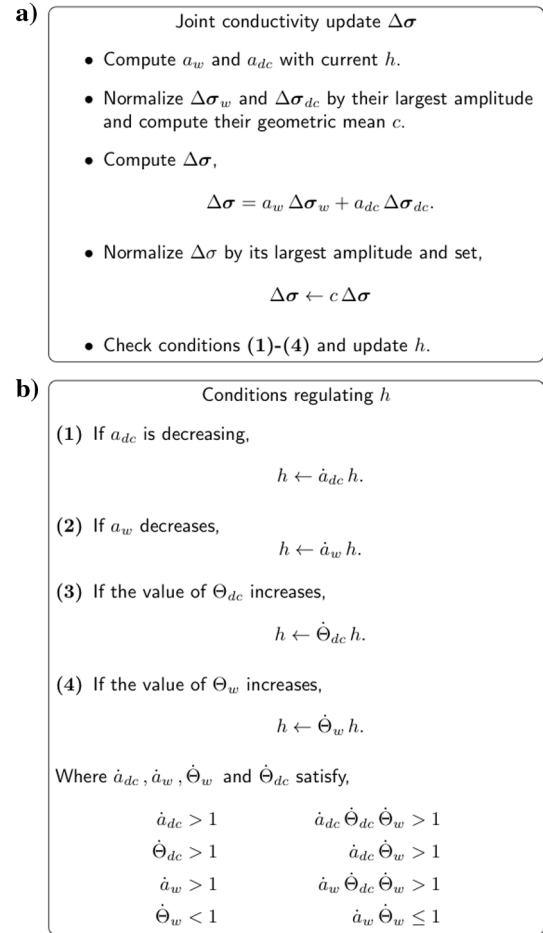 a)
Joint conductivity update Δσ
• Compute a_w and a_dc with current h.
• Normalize Δσ_w and Δσ_dc by their largest amplitude
and compute their geometric mean c.
• Compute Δσ,
Δσ = a_w Δσ_w + a_dc Δσ_dc.
• Normalize Δσ by its largest amplitude and set,
Δσ ← c Δσ
• Check conditions (1)-(4) and update h.
b)
Conditions regulating h
(1) If a_dc is decreasing,
h ← ȧ_dc h.
(2) If a_w decreases,
h ← ȧ_w h.
(3) If the value of Θ_dc increases,
h ← Θ̇_dc h.
(4) If the value of Θ_w increases,
h ← Θ̇_w h.
Where ȧ_dc , ȧ_w , Θ̇_w and Θ̇_dc satisfy,
ȧ_dc > 1 ȧ_dc Θ̇_dc Θ̇_w > 1
Θ̇_dc > 1 ȧ_dc Θ̇_w > 1
ȧ_w > 1 ȧ_w Θ̇_dc Θ̇_w > 1
Θ̇_w < 1 ȧ_w Θ̇_w ≤ 1